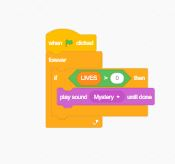 when clicked
forever
if LIVES > 0 then
play sound Mystery until done